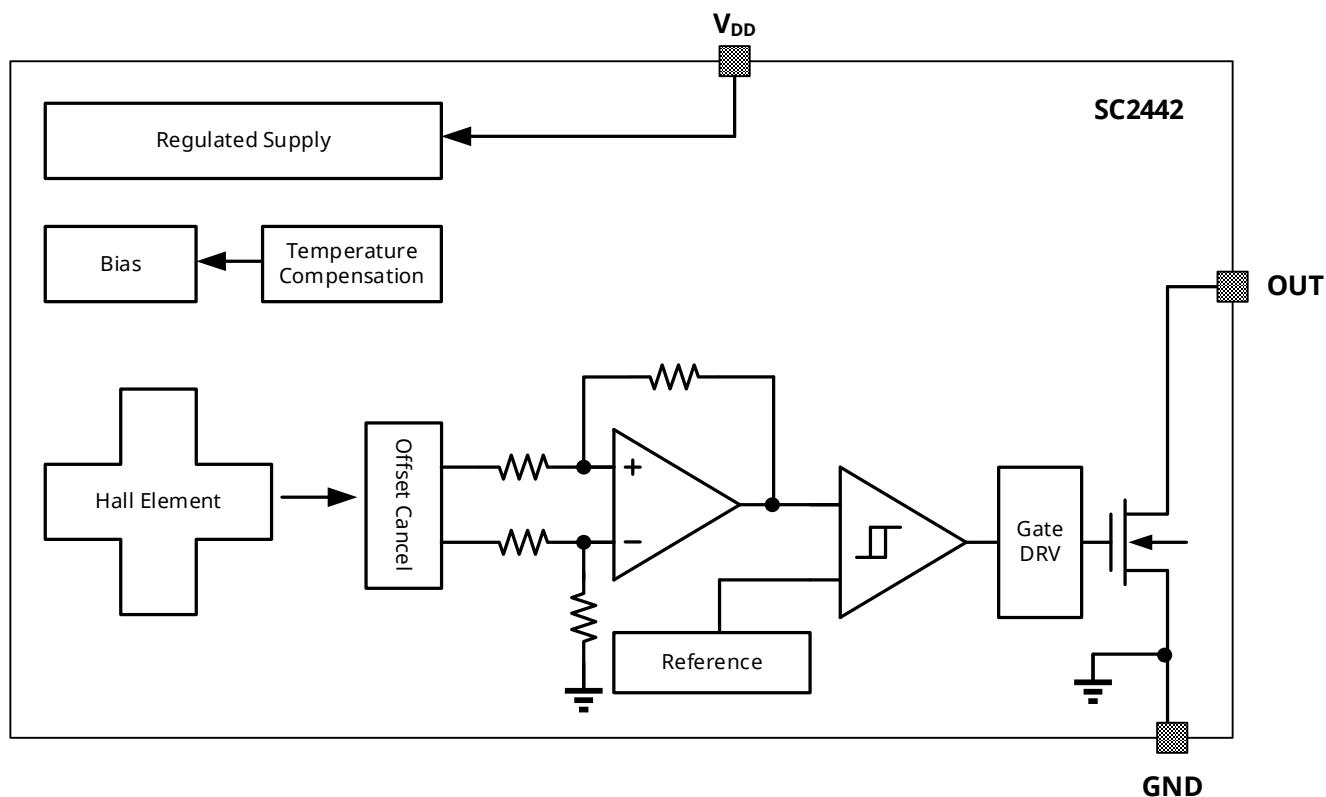 VDD
SC2442
Regulated Supply
Bias
Temperature
Compensation
OUT
Hall Element
Offset Cancel
+
−
Gate
DRV
Reference
GND